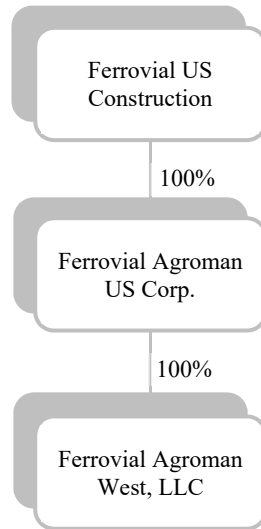 Ferrovial US
Construction
100%
Ferrovial Agroman
US Corp.
100%
Ferrovial Agroman
West, LLC